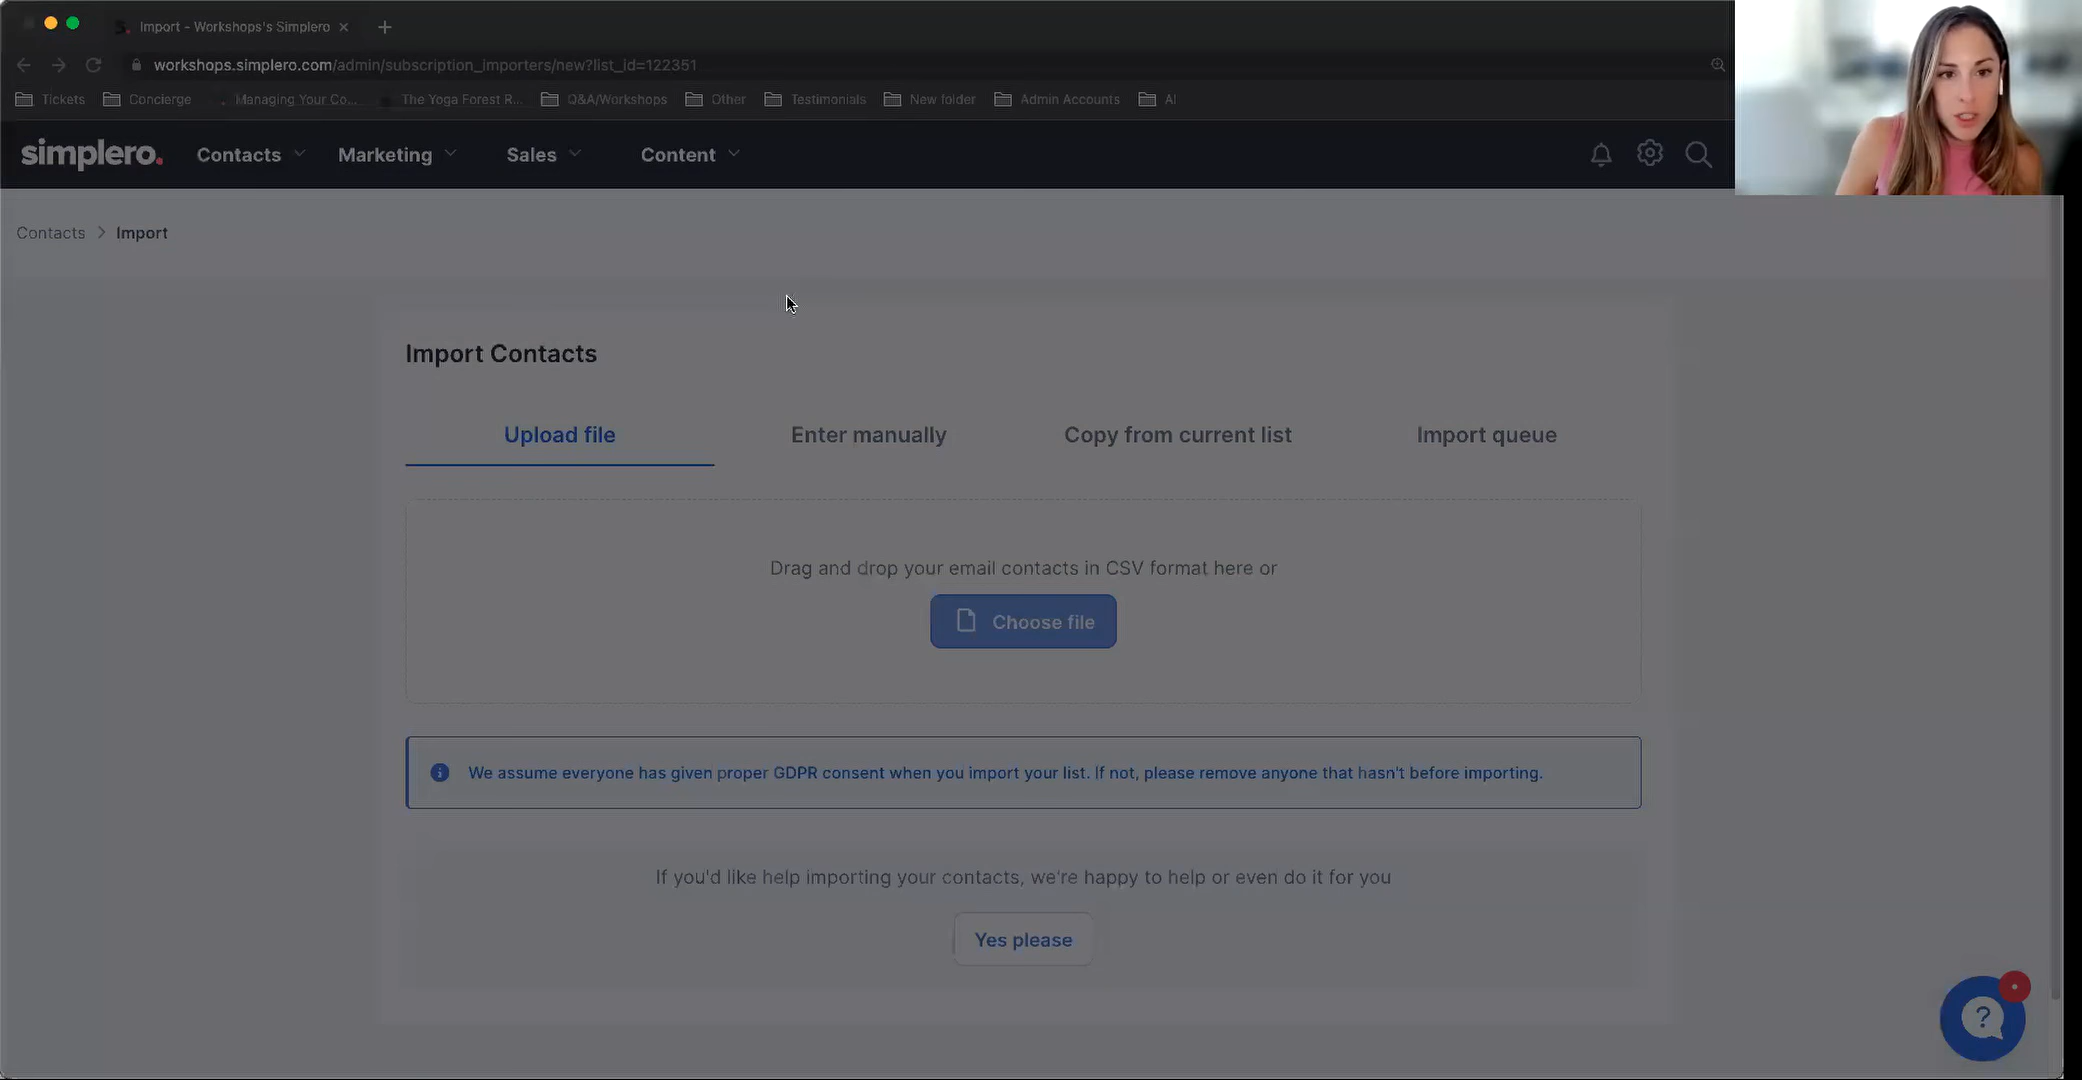 Import - Workshops's Simplero
workshops.simplero.com/admin/subscription_importers/new?list_id=122351
Tickets Concierge Managing Your Co... The Yoga Forest R... Q&A/Workshops Other Testimonials New folder Admin Accounts AI
simplero. Contacts Marketing Sales Content
Contacts > Import
Import Contacts
Upload file Enter manually Copy from current list Import queue
Drag and drop your email contacts in CSV format here or
Choose file
We assume everyone has given proper GDPR consent when you import your list. If not, please remove anyone that hasn't before importing.
If you'd like help importing your contacts, we're happy to help or even do it for you
Yes please